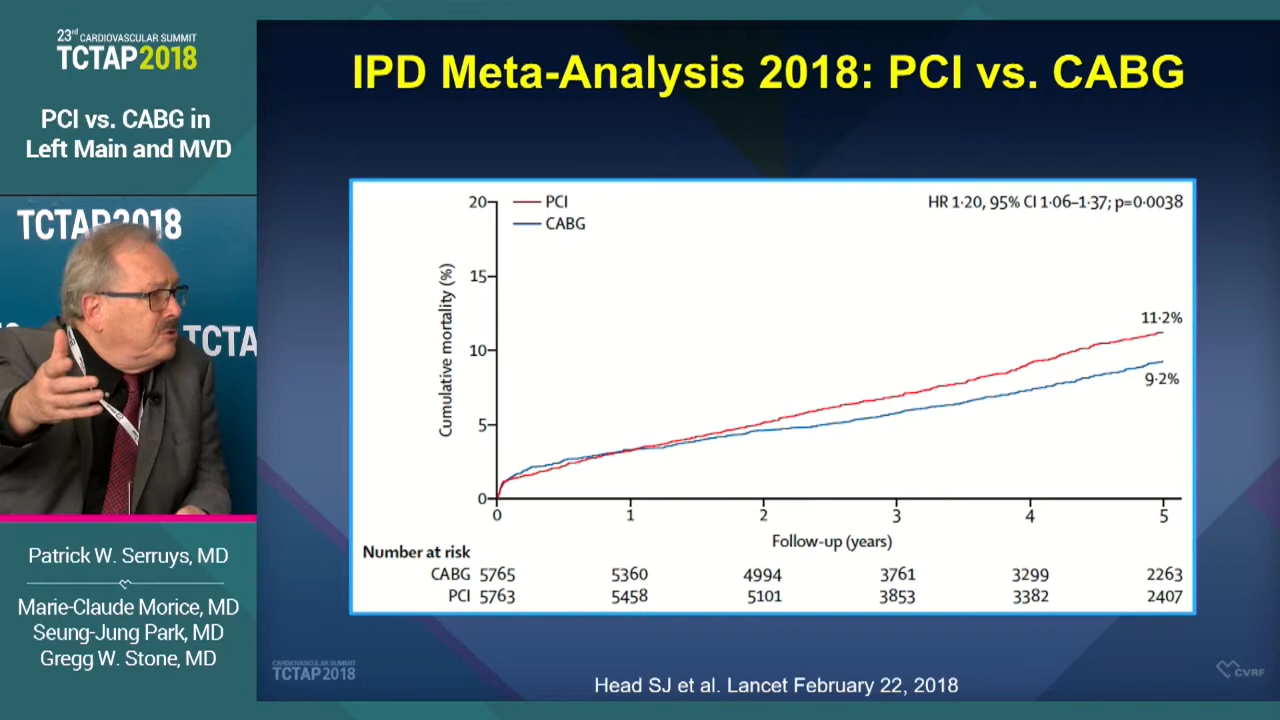 23rd CARDIOVASCULAR SUMMIT
TCTAP2018
PCI vs. CABG in
Left Main and MVD
TCTAP2018
TCTA
Patrick W. Serruys, MD
Marie-Claude Morice, MD
Seung-Jung Park, MD
Gregg W. Stone, MD
IPD Meta-Analysis 2018: PCI vs. CABG
PCI
CABG
HR 1·20, 95% CI 1·06–1·37; p=0·0038
Cumulative mortality (%)
20
15
10
5
0
11·2%
9·2%
0 1 2 3 4 5
Follow-up (years)
Number at risk
CABG 5765 5360 4994 3761 3299 2263
PCI 5763 5458 5101 3853 3382 2407
CARDIOVASCULAR SUMMIT
TCTAP2018
Head SJ et al. Lancet February 22, 2018
CVRF